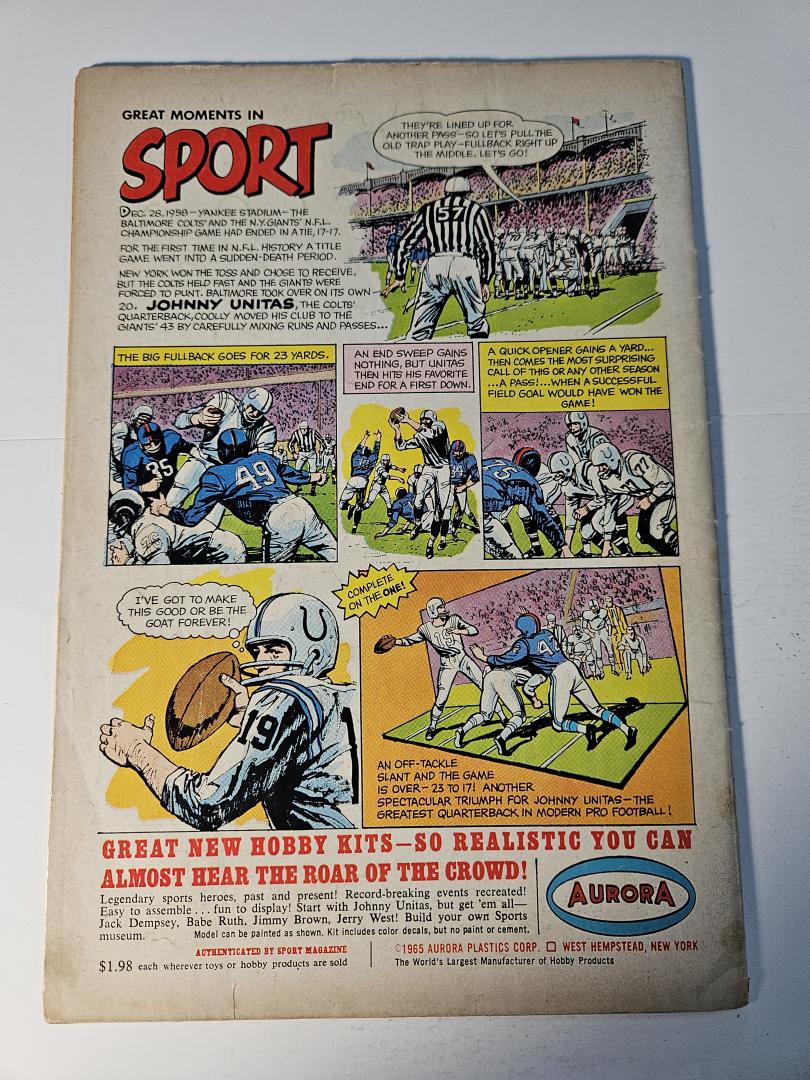 GREAT MOMENTS IN
SPORT
DEC. 28, 1958—YANKEE STADIUM—THE
BALTIMORE COLTS' AND THE N.Y. GIANTS' N.F.L.
CHAMPIONSHIP GAME HAD ENDED IN A TIE, 17-17.
FOR THE FIRST TIME IN N.F.L. HISTORY A TITLE
GAME WENT INTO A SUDDEN-DEATH PERIOD.
NEW YORK WON THE TOSS AND CHOSE TO RECEIVE,
BUT THE COLTS HELD FAST AND THE GIANTS WERE
FORCED TO PUNT. BALTIMORE TOOK OVER ON ITS OWN
20. JOHNNY UNITAS, THE COLTS'
QUARTERBACK, COOLLY MOVED HIS CLUB TO THE
GIANTS' 43 BY CAREFULLY MIXING RUNS AND PASSES...
THEY'RE LINED UP FOR
ANOTHER PASS—SO LET'S PULL THE
OLD TRAP PLAY—FULLBACK RIGHT UP
THE MIDDLE. LET'S GO!
57
70
THE BIG FULLBACK GOES FOR 23 YARDS.
35
49
AN END SWEEP GAINS
NOTHING, BUT UNITAS
THEN HITS HIS FAVORITE
END FOR A FIRST DOWN.
A QUICK OPENER GAINS A YARD...
THEN COMES THE MOST SURPRISING
CALL OF THIS OR ANY OTHER SEASON
...A PASS!...WHEN A SUCCESSFUL
FIELD GOAL WOULD HAVE WON THE
GAME!
75
77
I'VE GOT TO MAKE
THIS GOOD OR BE THE
GOAT FOREVER!
19
1
COMPLETE
ON THE ONE!
4
AN OFF-TACKLE
SLANT AND THE GAME
IS OVER—23 TO 17! ANOTHER
SPECTACULAR TRIUMPH FOR JOHNNY UNITAS—THE
GREATEST QUARTERBACK IN MODERN PRO FOOTBALL!
GREAT NEW HOBBY KITS—SO REALISTIC YOU CAN
ALMOST HEAR THE ROAR OF THE CROWD!
Legendary sports heroes, past and present! Record-breaking events recreated!
Easy to assemble...fun to display! Start with Johnny Unitas, but get 'em all—
Jack Dempsey, Babe Ruth, Jimmy Brown, Jerry West! Build your own Sports
museum. Model can be painted as shown. Kit includes color decals, but no paint or cement.
AURORA
AUTHENTICATED BY SPORT MAGAZINE
$1.98 each wherever toys or hobby products are sold
©1965 AURORA PLASTICS CORP. □ WEST HEMPSTEAD, NEW YORK
The World's Largest Manufacturer of Hobby Products